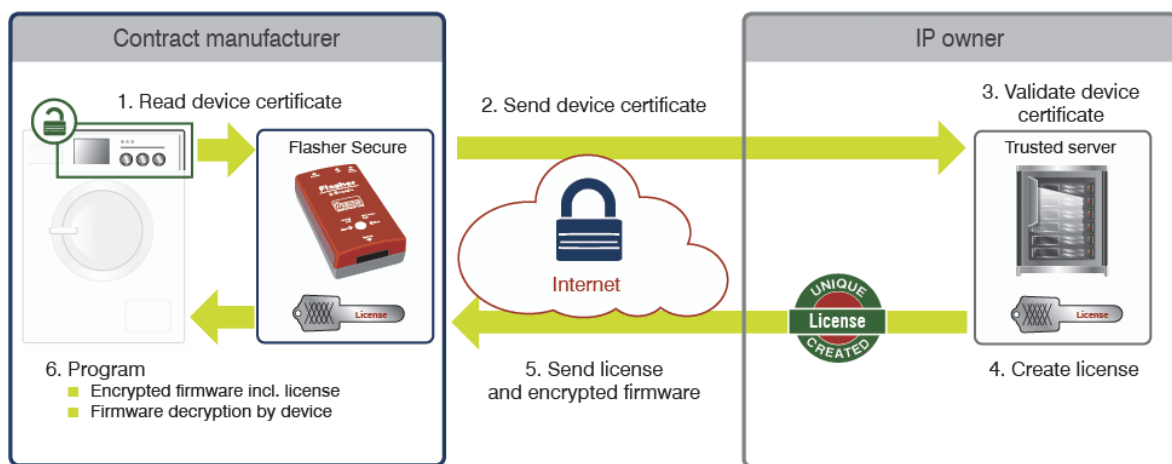 Contract manufacturer
IP owner
1. Read device certificate
2. Send device certificate
3. Validate device
certificate
Flasher Secure
Trusted server
Flasher
Internet
UNIQUE
License
CREATED
License
License
6. Program
Encrypted firmware incl. license
Firmware decryption by device
5. Send license
and encrypted firmware
4. Create license